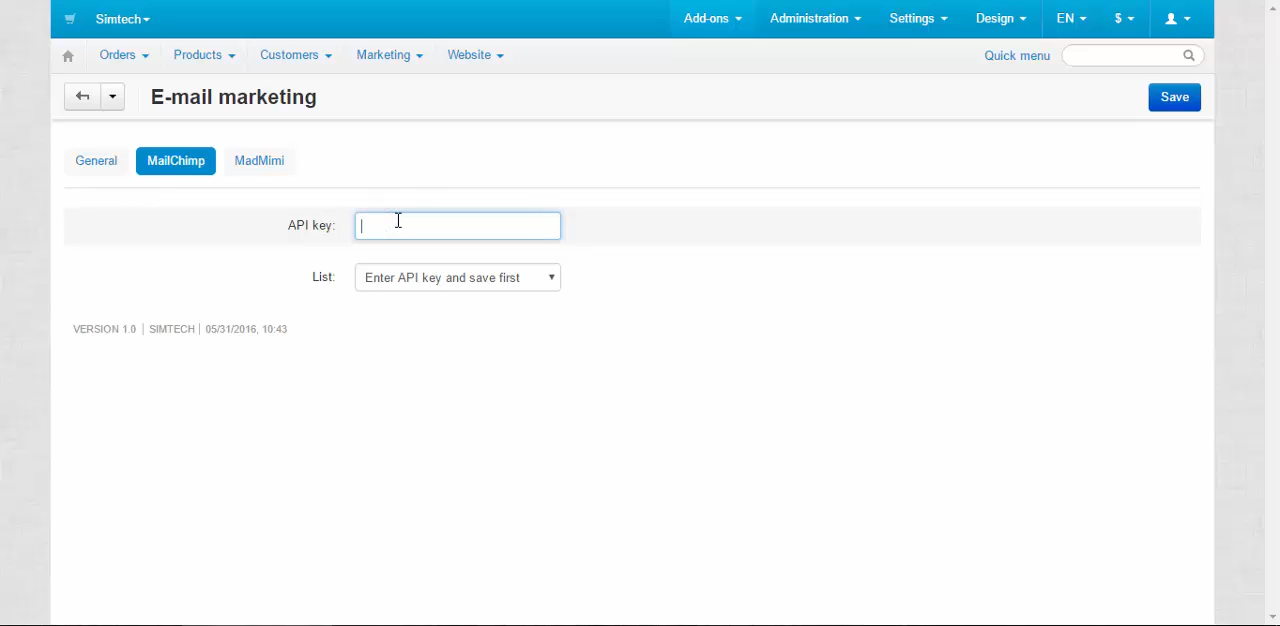 Simtech Add-ons Administration Settings Design EN $
Orders Products Customers Marketing Website Quick menu
E-mail marketing Save
General MailChimp MadMimi
API key:
List: Enter API key and save first
VERSION 1.0 | SIMTECH | 05/31/2016, 10:43